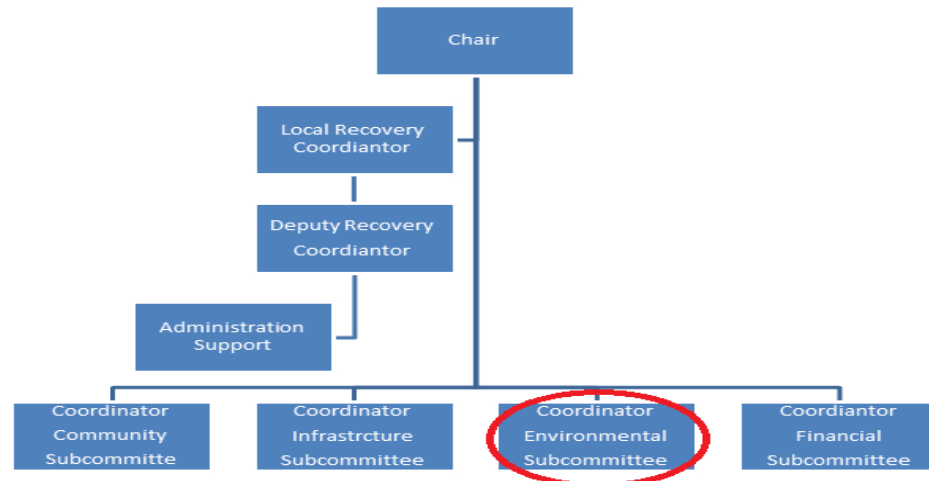 Chair
Local Recovery
Coordiantor
Deputy Recovery
Coordiantor
Administration
Support
Coordinator
Community
Subcommitte
Coordinator
Infrastrcture
Subcommittee
Coordinator
Environmental
Subcommittee
Coordiantor
Financial
Subcommittee